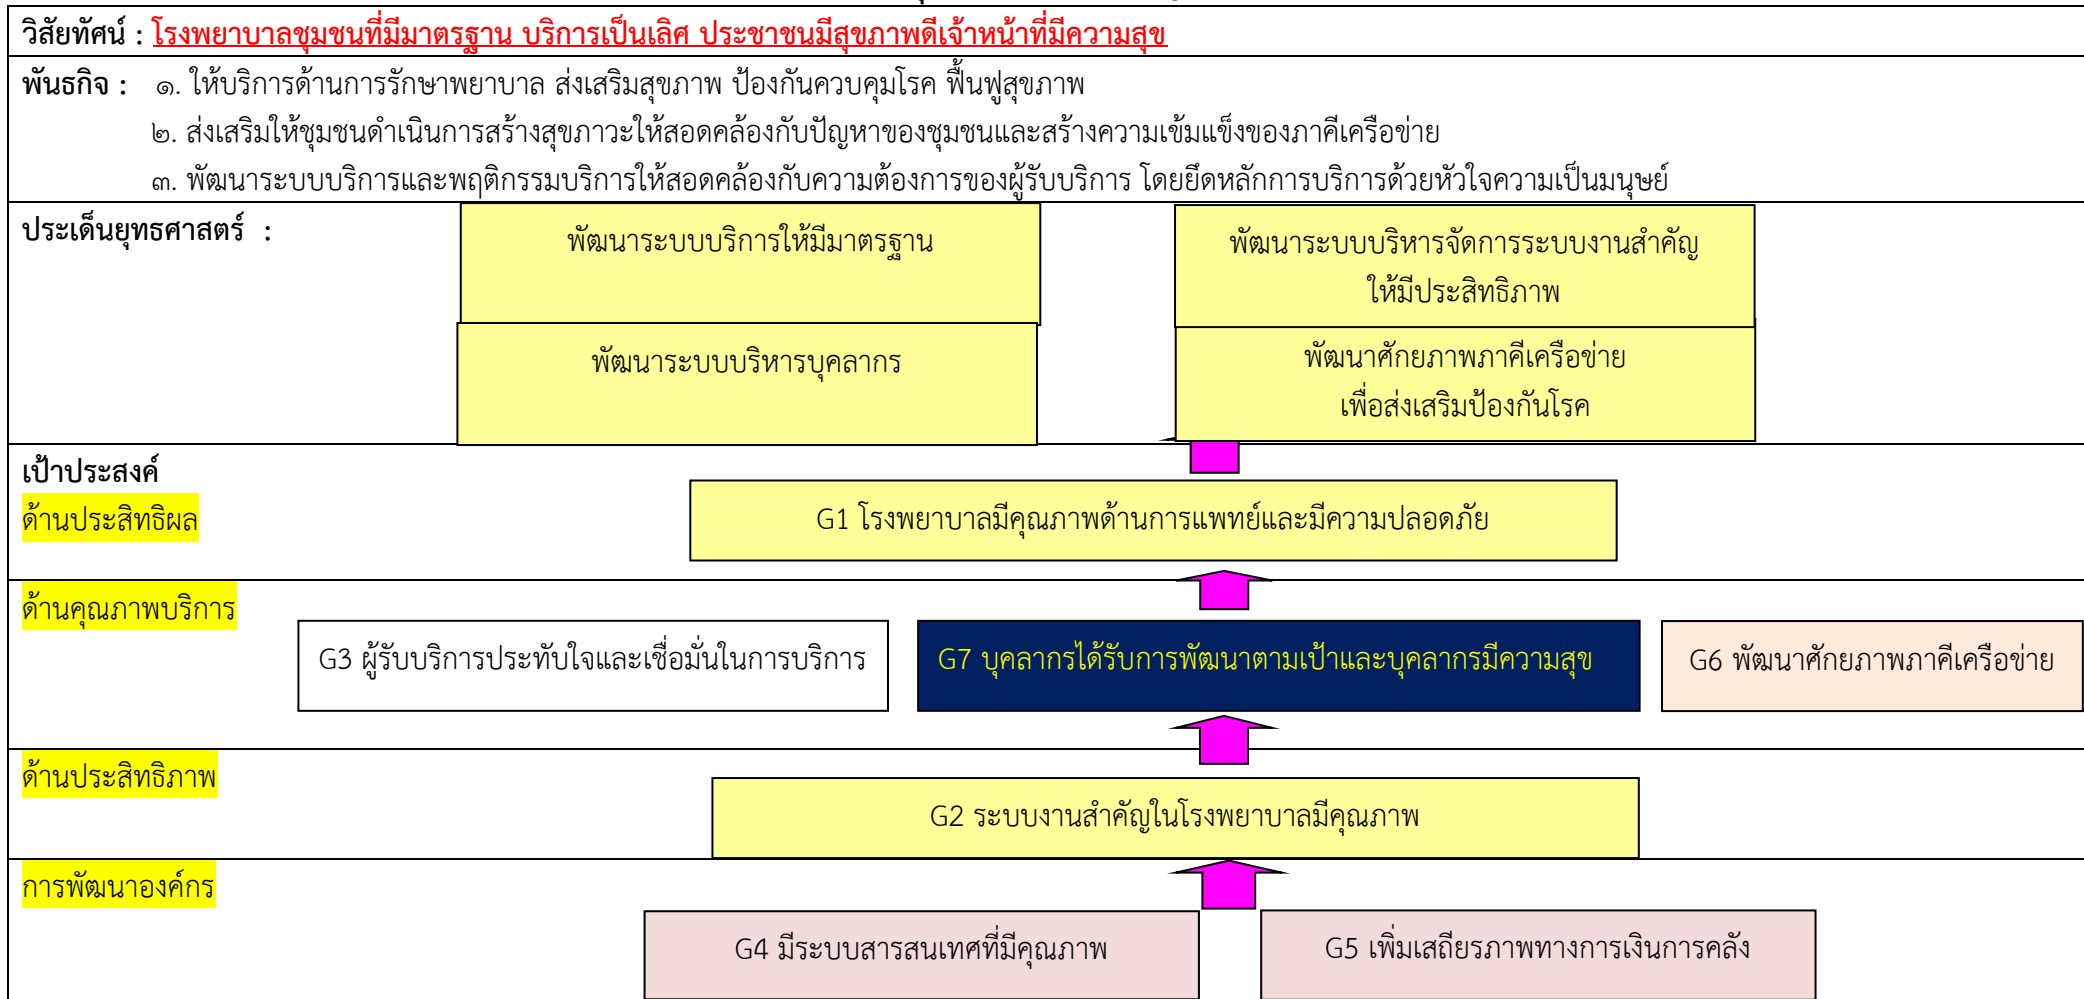 วิสัยทัศน์ : โรงพยาบาลชุมชนที่มีมาตรฐาน บริการเป็นเลิศ ประชาชนมีสุขภาพดีเจ้าหน้าที่มีความสุข
พันธกิจ : ๑. ให้บริการด้านการรักษาพยาบาล ส่งเสริมสุขภาพ ป้องกันควบคุมโรค ฟื้นฟูสุขภาพ
๒. ส่งเสริมให้ชุมชนดำเนินการสร้างสุขภาวะให้สอดคล้องกับปัญหาของชุมชนและสร้างความเข้มแข็งของภาคีเครือข่าย
๓. พัฒนาระบบบริการและพฤติกรรมบริการให้สอดคล้องกับความต้องการของผู้รับบริการ โดยยึดหลักการบริการด้วยหัวใจความเป็นมนุษย์
ประเด็นยุทธศาสตร์ :
พัฒนาระบบบริการให้มีมาตรฐาน
พัฒนาระบบบริหารจัดการระบบงานสำคัญ
ให้มีประสิทธิภาพ
พัฒนาระบบบริหารบุคลากร
พัฒนาศักยภาพภาคีเครือข่าย
เพื่อส่งเสริมป้องกันโรค
เป้าประสงค์
ด้านประสิทธิผล
G1 โรงพยาบาลมีคุณภาพด้านการแพทย์และมีความปลอดภัย
ด้านคุณภาพบริการ
G3 ผู้รับบริการประทับใจและเชื่อมั่นในการบริการ
G7 บุคลากรได้รับการพัฒนาตามเป้าและบุคลากรมีความสุข
G6 พัฒนาศักยภาพภาคีเครือข่าย
ด้านประสิทธิภาพ
G2 ระบบงานสำคัญในโรงพยาบาลมีคุณภาพ
การพัฒนาองค์กร
G4 มีระบบสารสนเทศที่มีคุณภาพ
G5 เพิ่มเสถียรภาพทางการเงินการคลัง